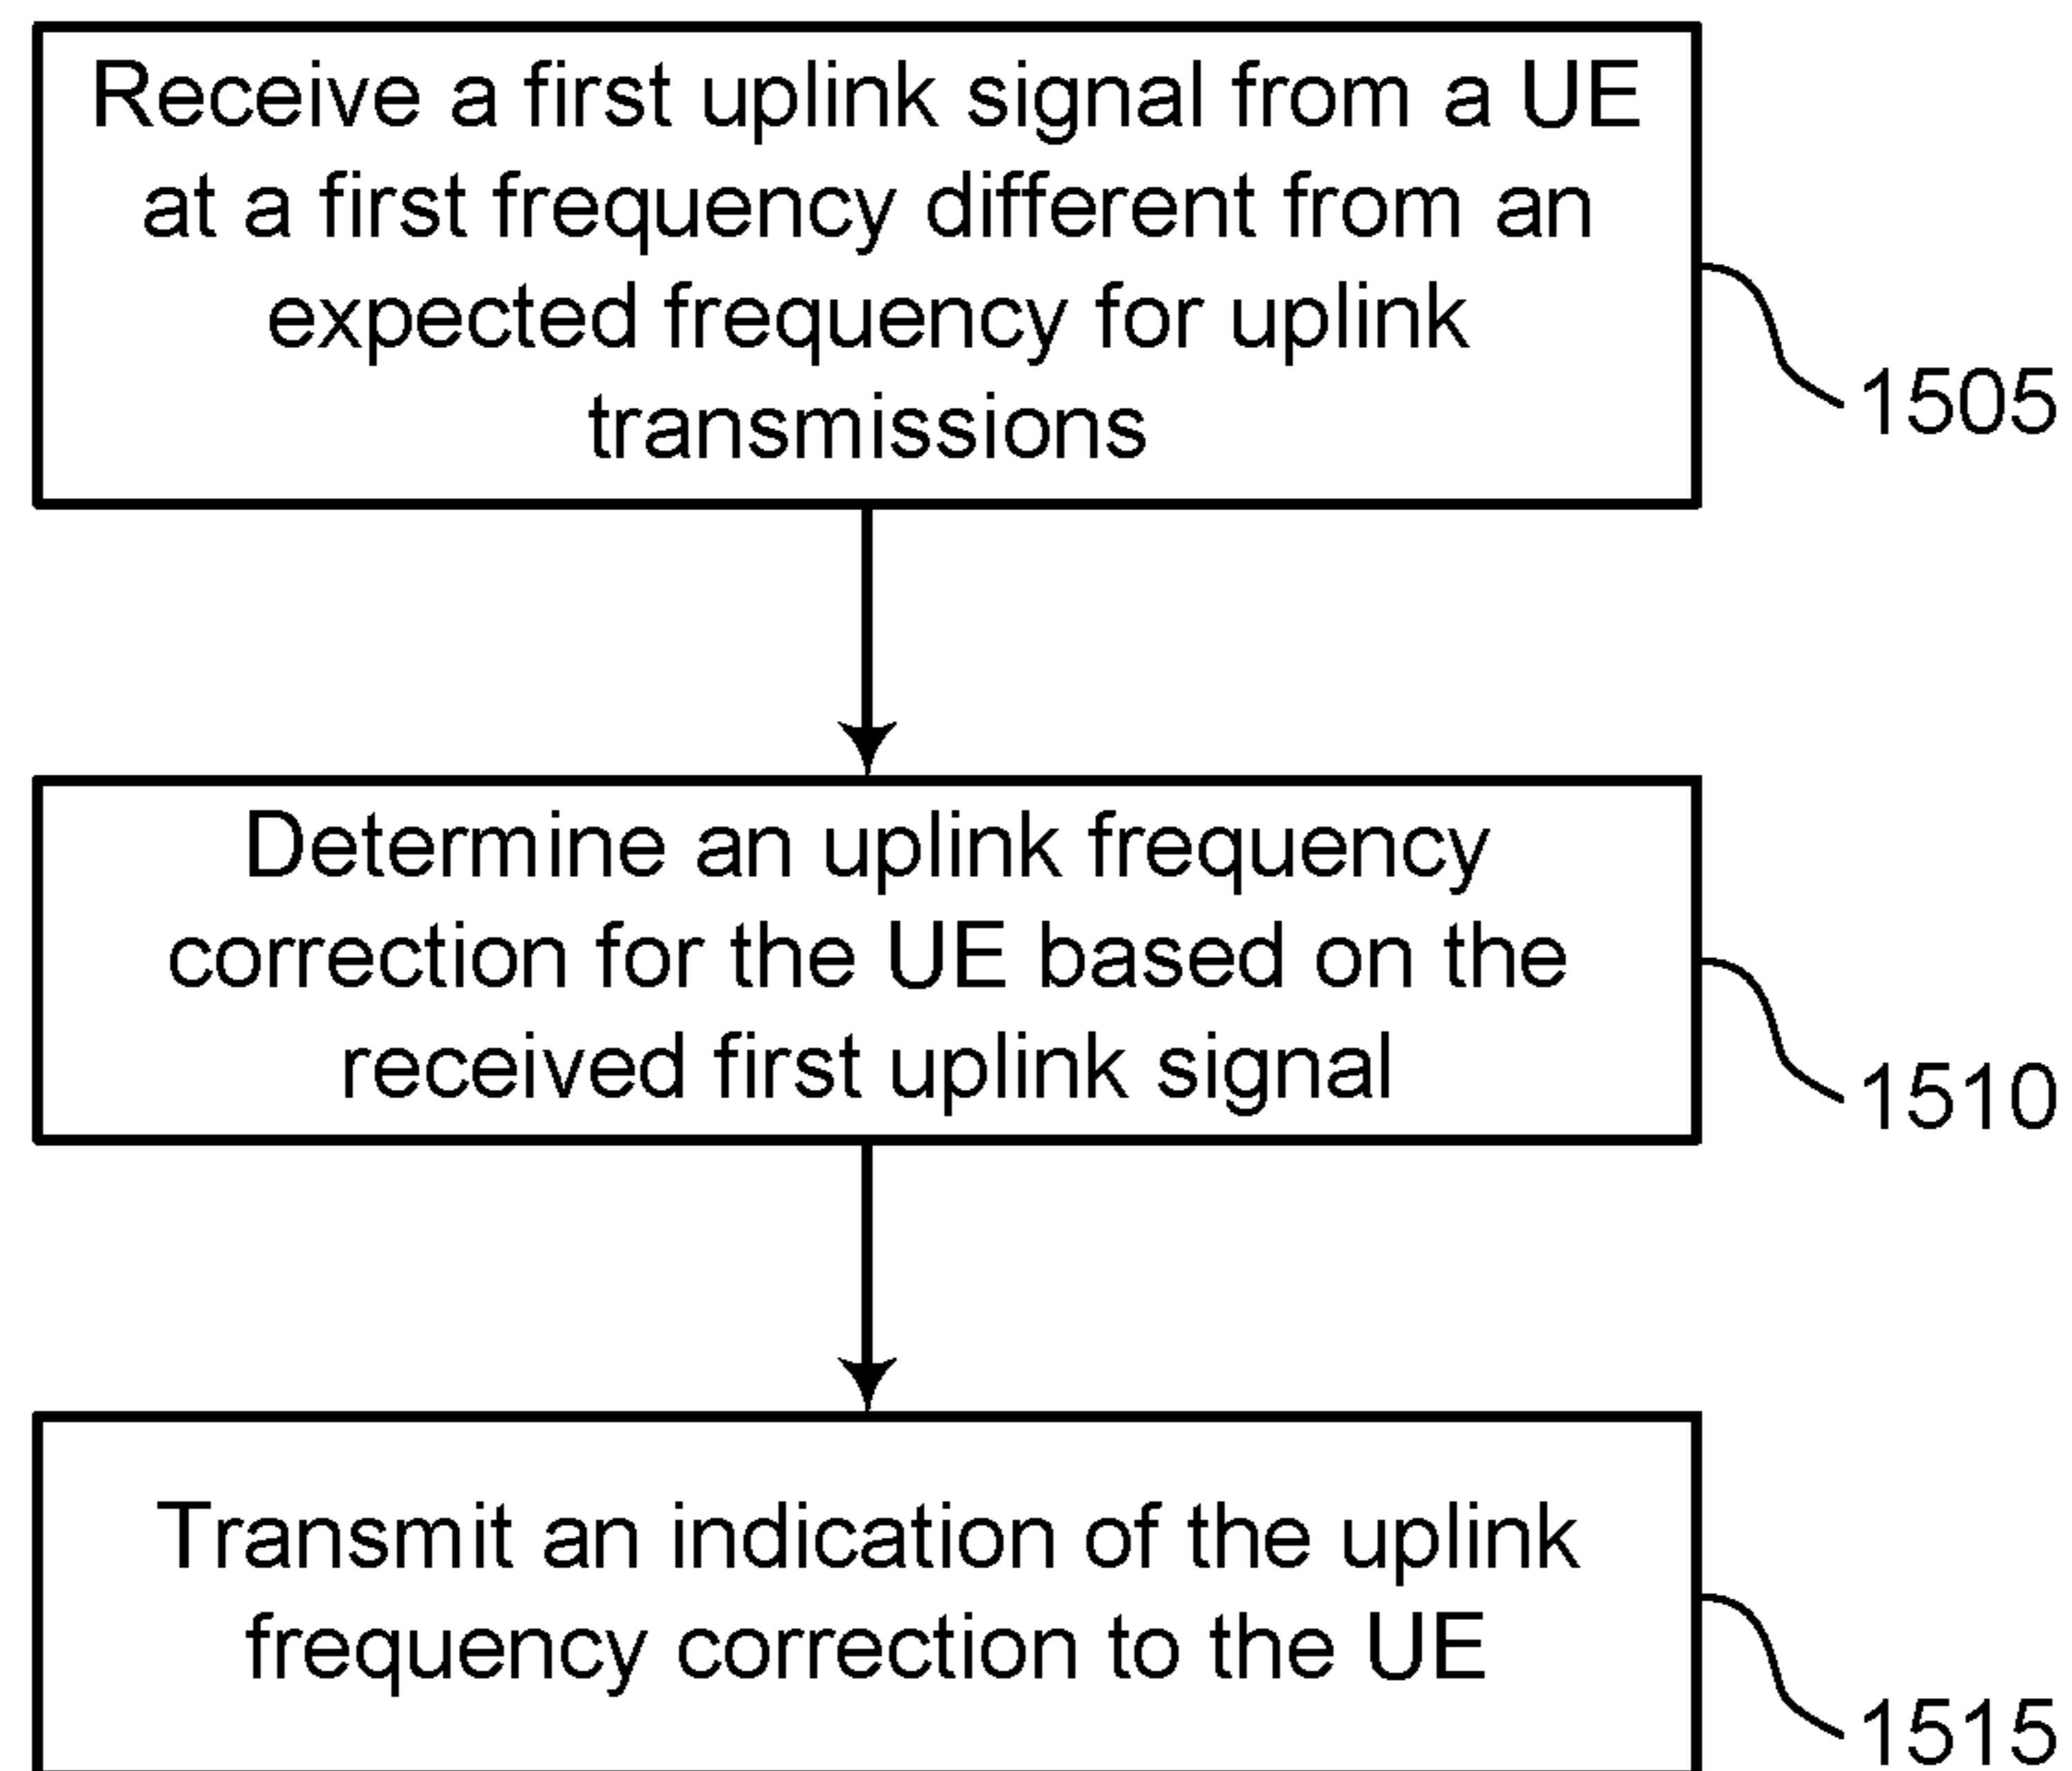 Receive a first uplink signal from a UE
at a first frequency different from an
expected frequency for uplink
transmissions
1505
Determine an uplink frequency
correction for the UE based on the
received first uplink signal
1510
Transmit an indication of the uplink
frequency correction to the UE
1515